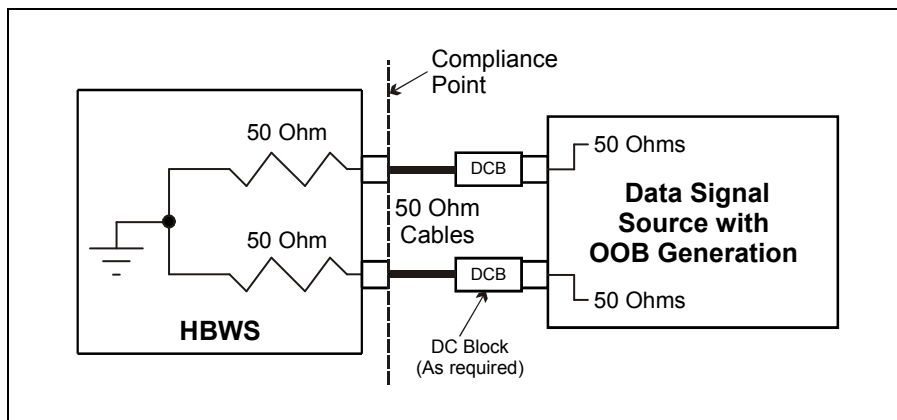 Compliance
Point
50 Ohm
50 Ohms
DCB
Data Signal
Source with
OOB Generation
50 Ohm
Cables
50 Ohm
DCB
50 Ohms
HBWS
DC Block
(As required)